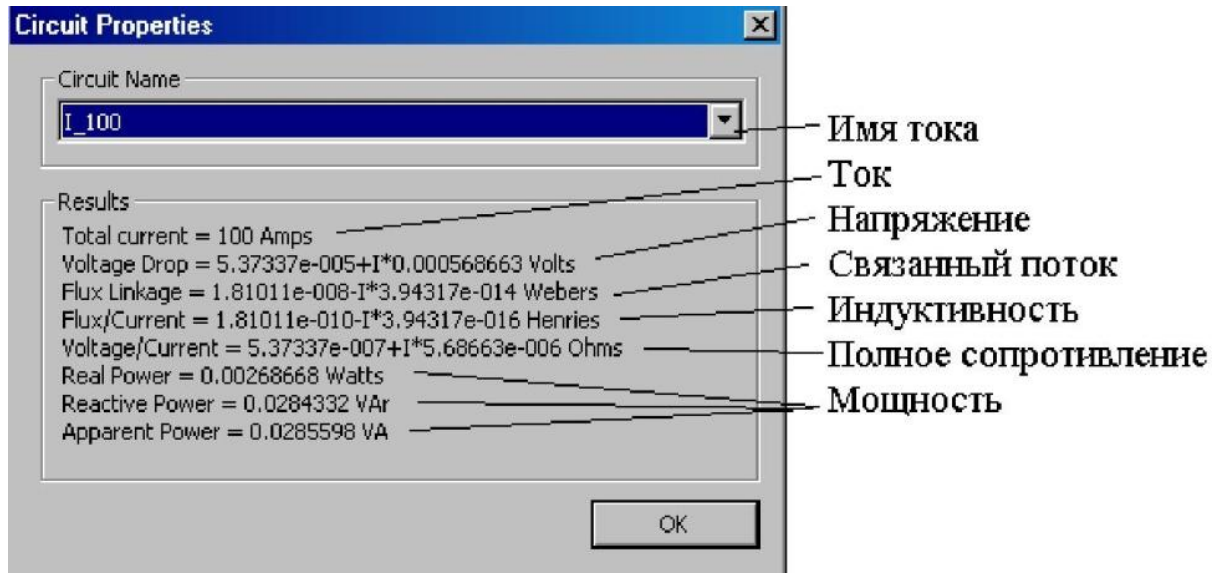 Circuit Properties
Circuit Name
I_100
Имя тока
Ток
Results
Напряжение
Total current = 100 Amps
Voltage Drop = 5.37337e-005+I*0.000568663 Volts
Связанный поток
Flux Linkage = 1.81011e-008-I*3.94317e-014 Webers
Индуктивность
Flux/Current = 1.81011e-010-I*3.94317e-016 Henries
Voltage/Current = 5.37337e-007+I*5.68663e-006 Ohms
Полное сопротивление
Real Power = 0.00268668 Watts
Reactive Power = 0.0284332 VAr
Мощность
Apparent Power = 0.0285598 VA
OK